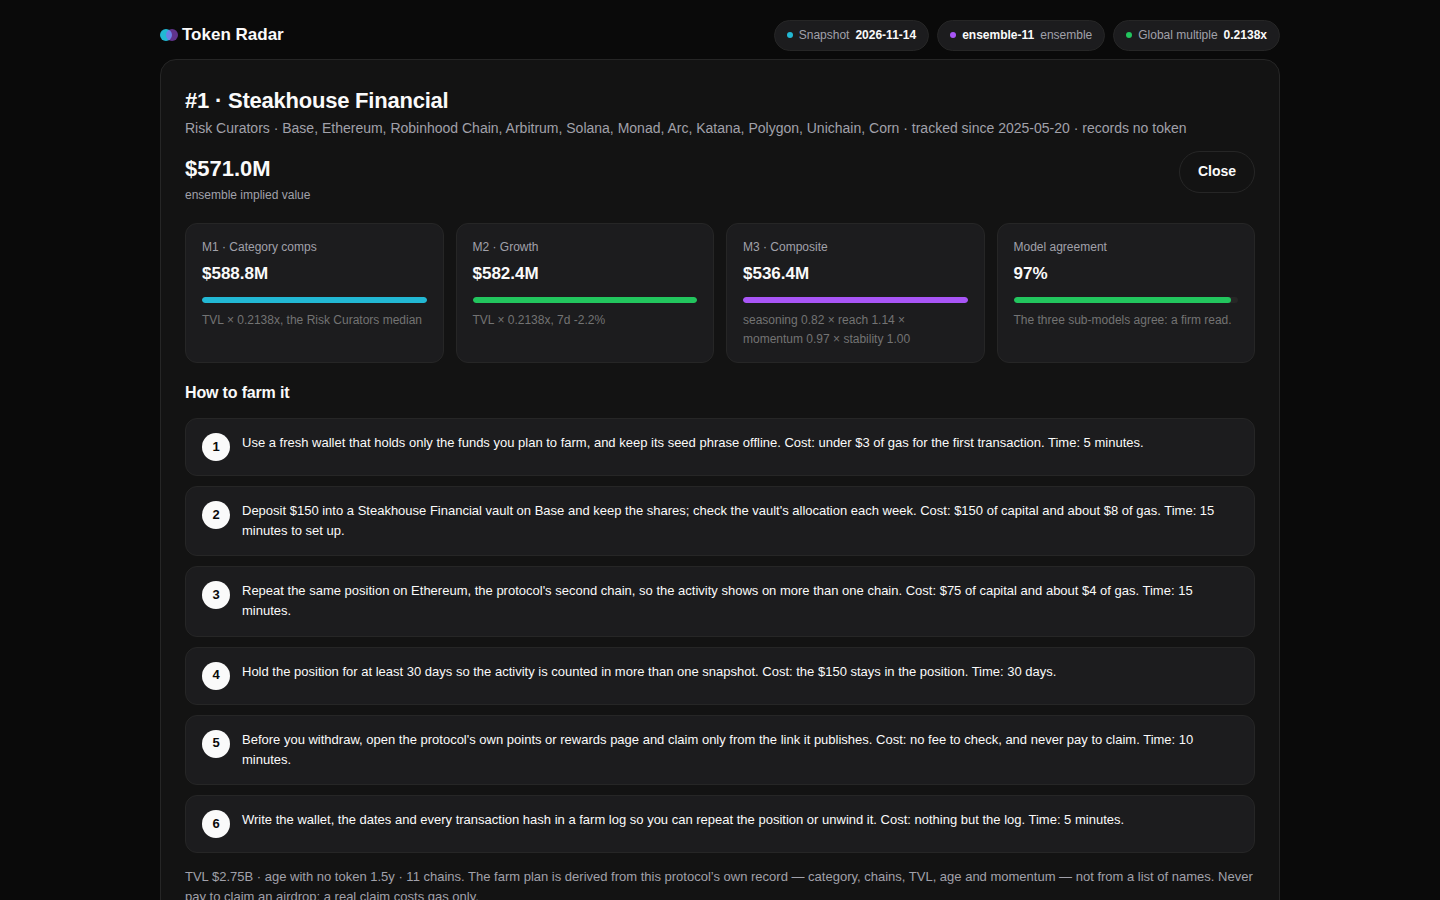 Token Radar
Snapshot 2026-11-14
ensemble-11 ensemble
Global multiple 0.2138x
#1 · Steakhouse Financial
Risk Curators · Base, Ethereum, Robinhood Chain, Arbitrum, Solana, Monad, Arc, Katana, Polygon, Unichain, Corn · tracked since 2025-05-20 · records no token
$571.0M
ensemble implied value
Close
M1 · Category comps
$588.8M
TVL × 0.2138x, the Risk Curators median
M2 · Growth
$582.4M
TVL × 0.2138x, 7d -2.2%
M3 · Composite
$536.4M
seasoning 0.82 × reach 1.14 ×
momentum 0.97 × stability 1.00
Model agreement
97%
The three sub-models agree: a firm read.
How to farm it
1
Use a fresh wallet that holds only the funds you plan to farm, and keep its seed phrase offline. Cost: under $3 of gas for the first transaction. Time: 5 minutes.
2
Deposit $150 into a Steakhouse Financial vault on Base and keep the shares; check the vault's allocation each week. Cost: $150 of capital and about $8 of gas. Time: 15
minutes to set up.
3
Repeat the same position on Ethereum, the protocol's second chain, so the activity shows on more than one chain. Cost: $75 of capital and about $4 of gas. Time: 15
minutes.
4
Hold the position for at least 30 days so the activity is counted in more than one snapshot. Cost: the $150 stays in the position. Time: 30 days.
5
Before you withdraw, open the protocol's own points or rewards page and claim only from the link it publishes. Cost: no fee to check, and never pay to claim. Time: 10
minutes.
6
Write the wallet, the dates and every transaction hash in a farm log so you can repeat the position or unwind it. Cost: nothing but the log. Time: 5 minutes.
TVL $2.75B · age with no token 1.5y · 11 chains. The farm plan is derived from this protocol's own record — category, chains, TVL, age and momentum — not from a list of names. Never
pay to claim an airdrop: a real claim costs gas only.